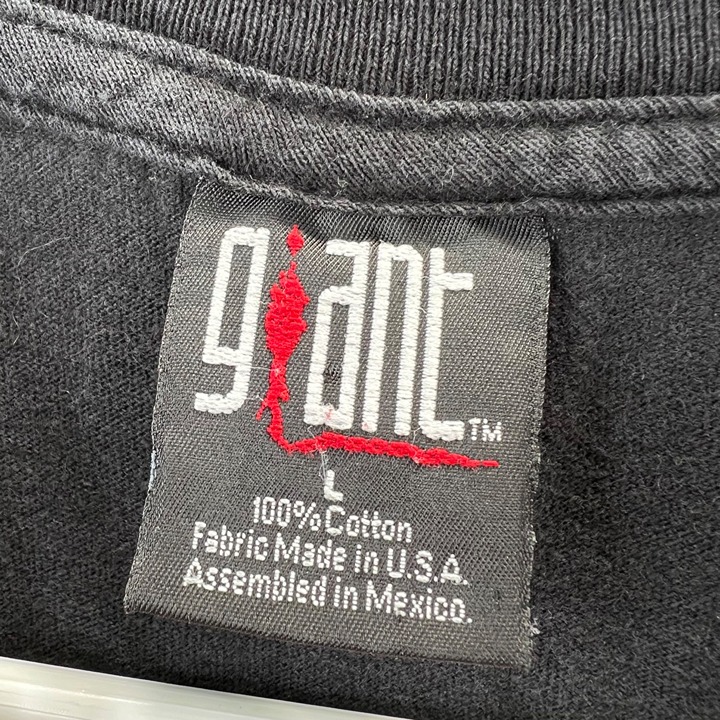 giant™
L
100% Cotton
Fabric Made in U.S.A.
Assembled in Mexico.